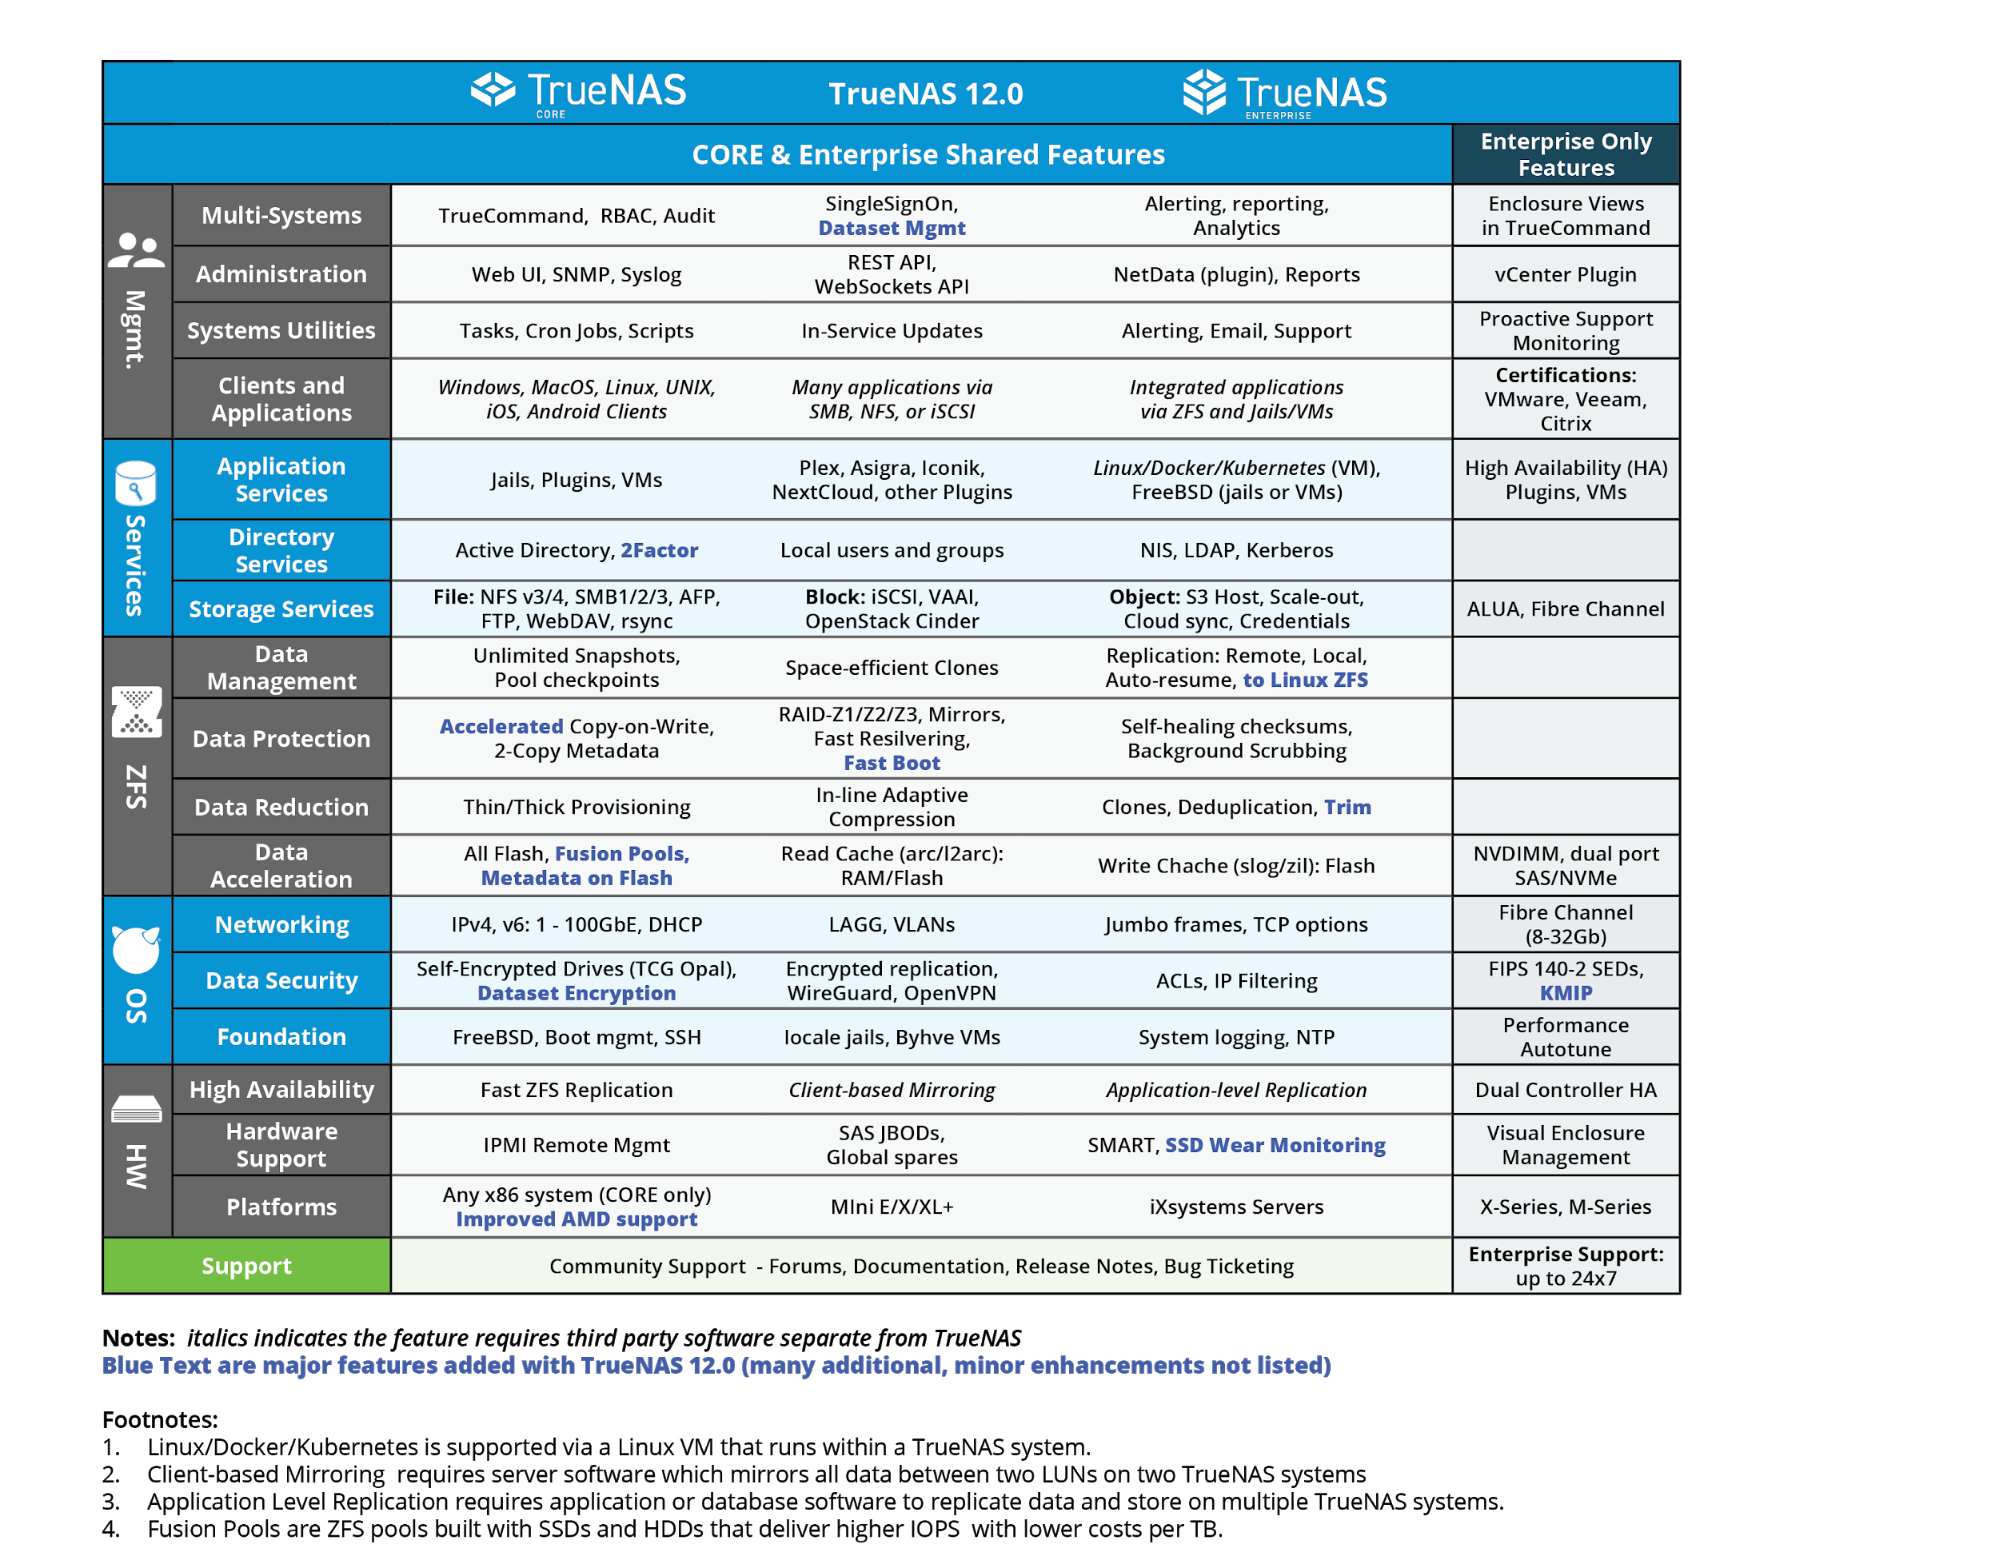 TrueNAS
CORE
TrueNAS 12.0
TrueNAS
ENTERPRISE
CORE & Enterprise Shared Features
Enterprise Only
Features
Mgmt.
Multi-Systems
TrueCommand,  RBAC, Audit
SingleSignOn,
Dataset Mgmt
Alerting, reporting,
Analytics
Enclosure Views
in TrueCommand
Administration
Web UI, SNMP, Syslog
REST API,
WebSockets API
NetData (plugin), Reports
vCenter Plugin
Systems Utilities
Tasks, Cron Jobs, Scripts
In-Service Updates
Alerting, Email, Support
Proactive Support
Monitoring
Clients and
Applications
Windows, MacOS, Linux, UNIX,
iOS, Android Clients
Many applications via
SMB, NFS, or iSCSI
Integrated applications
via ZFS and Jails/VMs
Certifications:
VMware, Veeam,
Citrix
Services
Application
Services
Jails, Plugins, VMs
Plex, Asigra, Iconik,
NextCloud, other Plugins
Linux/Docker/Kubernetes (VM),
FreeBSD (jails or VMs)
High Availability (HA)
Plugins, VMs
Directory
Services
Active Directory, 2Factor
Local users and groups
NIS, LDAP, Kerberos
Storage Services
File: NFS v3/4, SMB1/2/3, AFP,
FTP, WebDAV, rsync
Block: iSCSI, VAAI,
OpenStack Cinder
Object: S3 Host, Scale-out,
Cloud sync, Credentials
ALUA, Fibre Channel
ZFS
Data
Management
Unlimited Snapshots,
Pool checkpoints
Space-efficient Clones
Replication: Remote, Local,
Auto-resume, to Linux ZFS
Data Protection
Accelerated Copy-on-Write,
2-Copy Metadata
RAID-Z1/Z2/Z3, Mirrors,
Fast Resilvering,
Fast Boot
Self-healing checksums,
Background Scrubbing
Data Reduction
Thin/Thick Provisioning
In-line Adaptive
Compression
Clones, Deduplication, Trim
Data
Acceleration
All Flash, Fusion Pools,
Metadata on Flash
Read Cache (arc/l2arc):
RAM/Flash
Write Chache (slog/zil): Flash
NVDIMM, dual port
SAS/NVMe
OS
Networking
IPv4, v6: 1 - 100GbE, DHCP
LAGG, VLANs
Jumbo frames, TCP options
Fibre Channel
(8-32Gb)
Data Security
Self-Encrypted Drives (TCG Opal),
Dataset Encryption
Encrypted replication,
WireGuard, OpenVPN
ACLs, IP Filtering
FIPS 140-2 SEDs,
KMIP
Foundation
FreeBSD, Boot mgmt, SSH
locale jails, Byhve VMs
System logging, NTP
Performance
Autotune
HW
High Availability
Fast ZFS Replication
Client-based Mirroring
Application-level Replication
Dual Controller HA
Hardware
Support
IPMI Remote Mgmt
SAS JBODs,
Global spares
SMART, SSD Wear Monitoring
Visual Enclosure
Management
Platforms
Any x86 system (CORE only)
Improved AMD support
MIni E/X/XL+
iXsystems Servers
X-Series, M-Series
Support
Community Support  - Forums, Documentation, Release Notes, Bug Ticketing
Enterprise Support:
up to 24x7
Notes:  italics indicates the feature requires third party software separate from TrueNAS
Blue Text are major features added with TrueNAS 12.0 (many additional, minor enhancements not listed)
Footnotes:
1.    Linux/Docker/Kubernetes is supported via a Linux VM that runs within a TrueNAS system.
2.    Client-based Mirroring  requires server software which mirrors all data between two LUNs on two TrueNAS systems
3.    Application Level Replication requires application or database software to replicate data and store on multiple TrueNAS systems.
4.    Fusion Pools are ZFS pools built with SSDs and HDDs that deliver higher IOPS  with lower costs per TB.